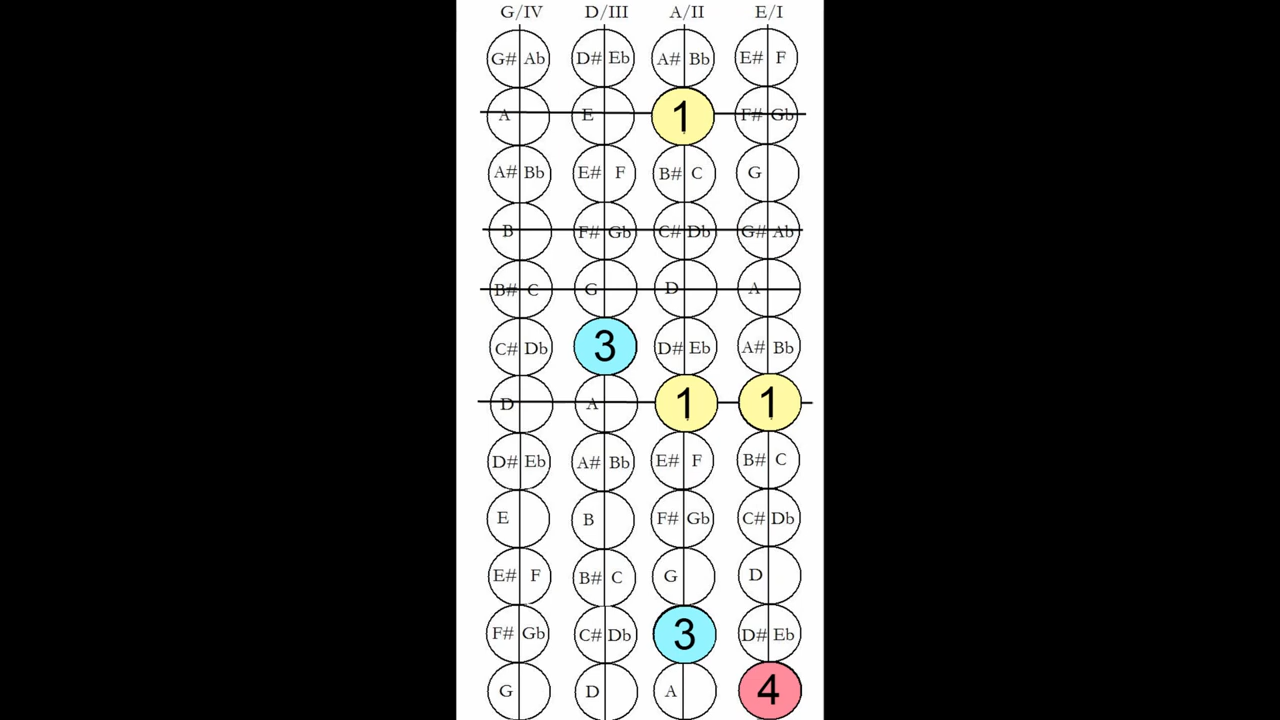 G/IV D/III A/II E/I
G# Ab D# Eb A# Bb E# F
A E 1 F# Gb
A# Bb E# F B# C G
B F# Gb C# Db G# Ab
B# C G D A
C# Db 3 D# Eb A# Bb
D A 1 1
D# Eb A# Bb E# F B# C
E B F# Gb C# Db
E# F B# C G D
F# Gb C# Db 3 D# Eb
G D A 4